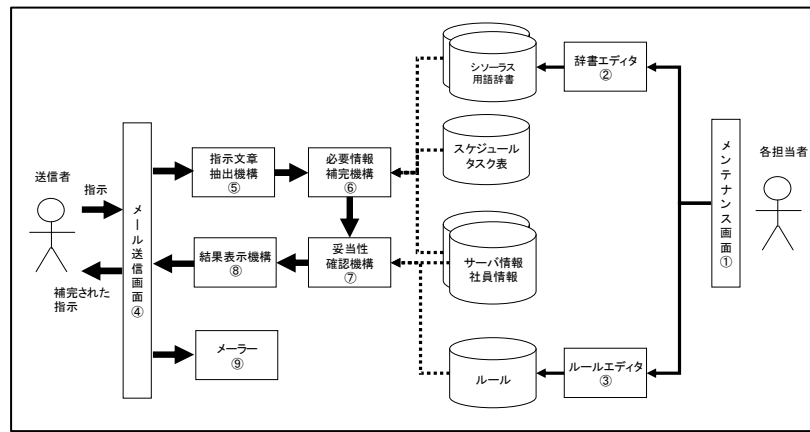 送信者
指示
補完された
指示
メール送信画面④
指示文章
抽出機構
⑤
必要情報
補完機構
⑥
結果表示機構
⑧
妥当性
確認機構
⑦
メーラー
⑨
シソーラス
用語辞書
スケジュール
タスク表
サーバ情報
社員情報
ルール
辞書エディタ
②
ルールエディタ
③
メンテナンス画面①
各担当者